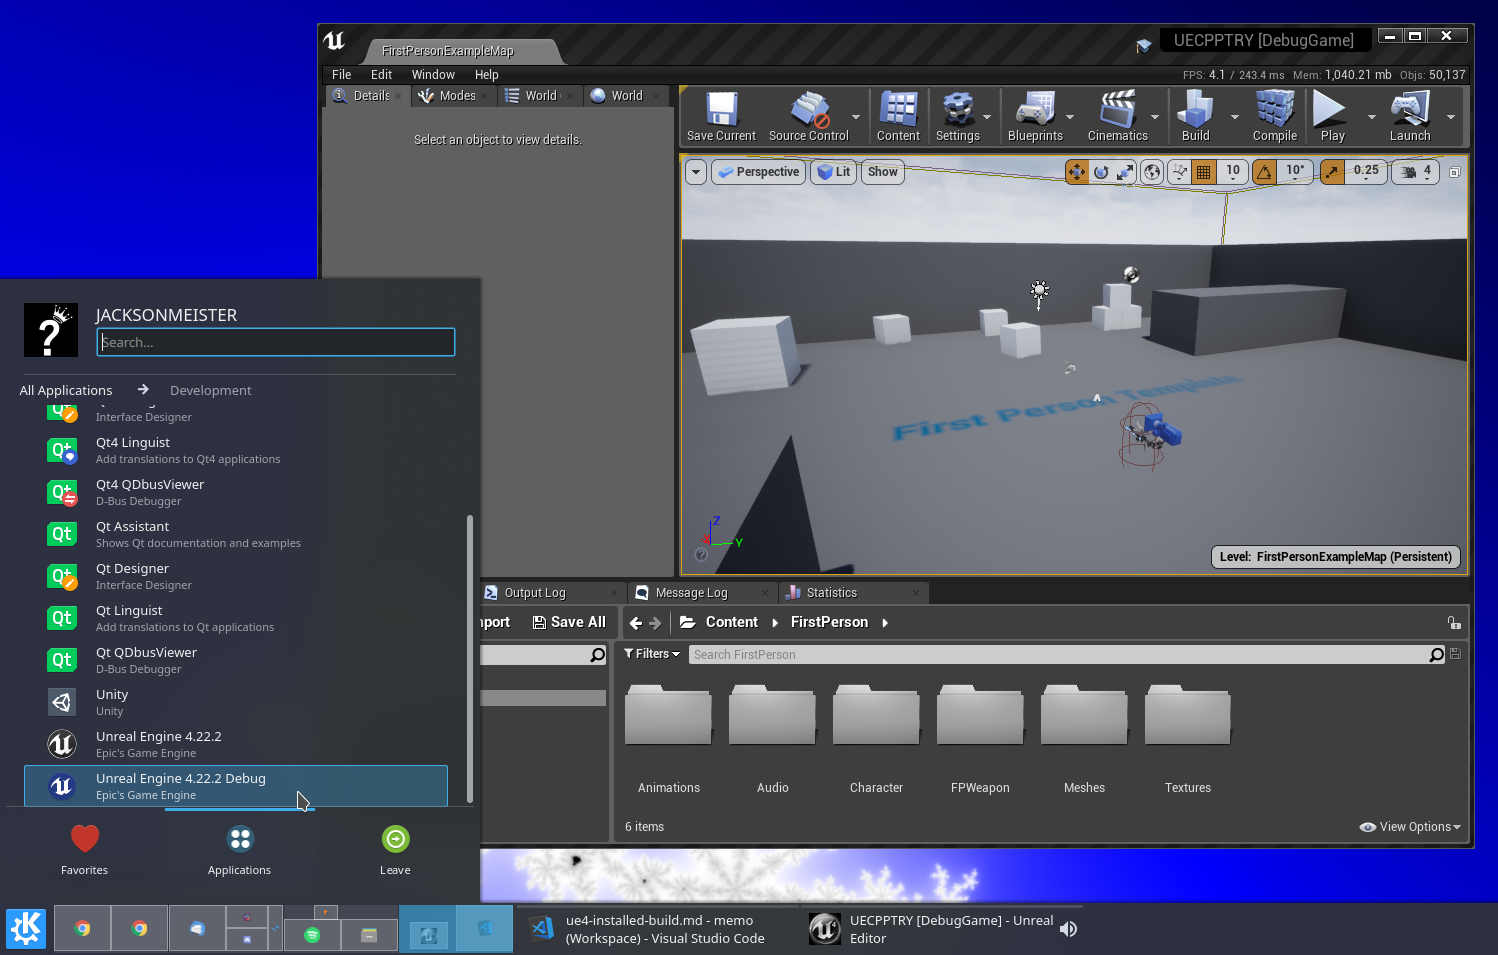 FirstPersonExampleMap
UECPPTRY [DebugGame]
File Edit Window Help
FPS: 4.1 / 243.4 ms Mem: 1,040.21 mb Objs: 50,137
Details Modes World World
Select an object to view details.
Save Current Source Control Content Settings Blueprints Cinematics Build Compile Play Launch
Perspective Lit Show
10 10° 0.25 4
First Person Template
Z
Y
Level: FirstPersonExampleMap (Persistent)
JACKSONMEISTER
Search...
All Applications Development
Interface Designer
Qt4 Linguist
Add translations to Qt4 applications
Qt4 QDbusViewer
D-Bus Debugger
Qt Assistant
Shows Qt documentation and examples
Qt Designer
Interface Designer
Qt Linguist
Add translations to Qt applications
Qt QDbusViewer
D-Bus Debugger
Unity
Unity
Unreal Engine 4.22.2
Epic's Game Engine
Unreal Engine 4.22.2 Debug
Epic's Game Engine
Favorites Applications Leave
Output Log Message Log Statistics
port Save All Content FirstPerson
Filters Search FirstPerson
Animations Audio Character FPWeapon Meshes Textures
6 items View Options
ue4-installed-build.md - memo
(Workspace) - Visual Studio Code
UECPPTRY [DebugGame] - Unreal
Editor